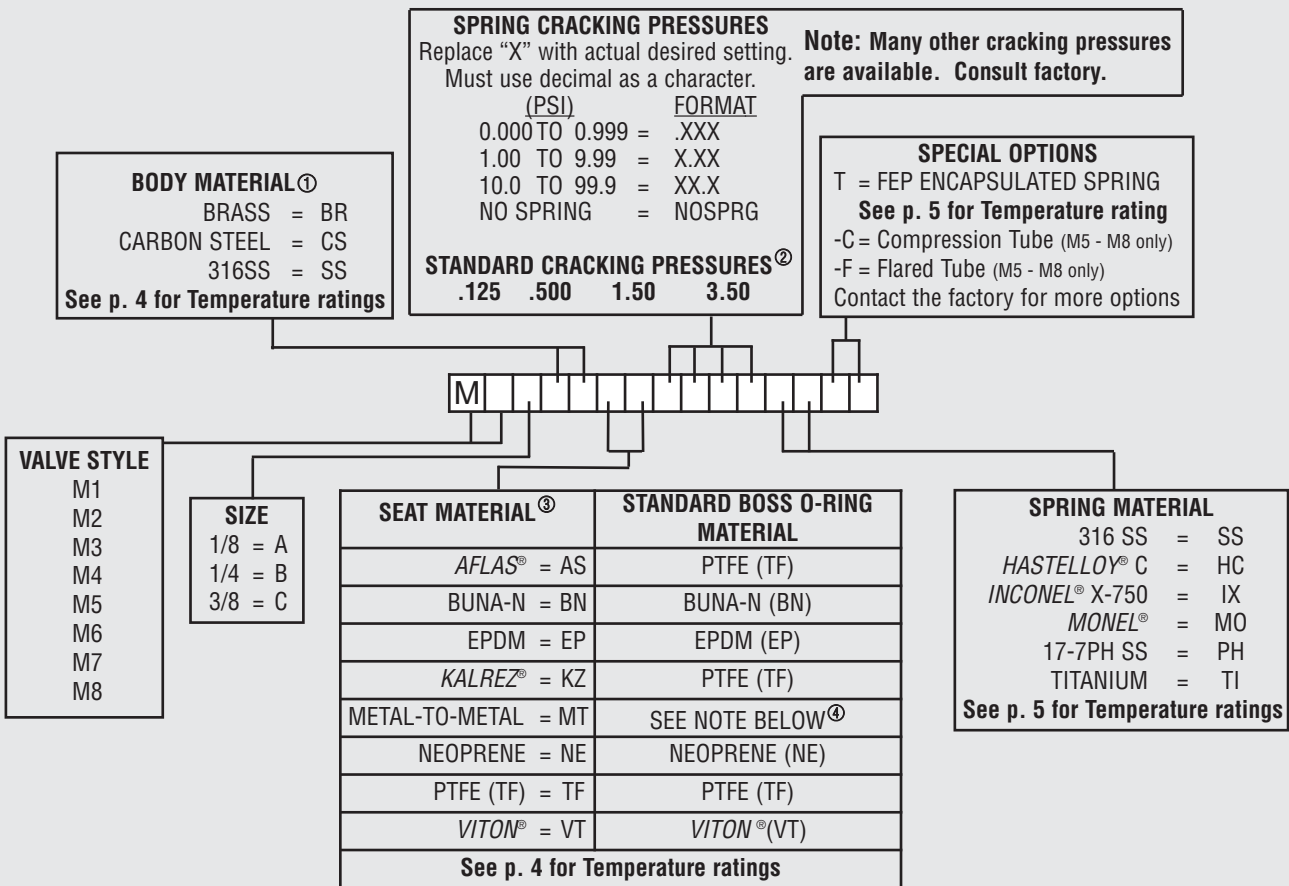 SPRING CRACKING PRESSURES
Replace “X” with actual desired setting.
Must use decimal as a character.
(PSI) FORMAT
0.000 TO 0.999 = .XXX
1.00 TO 9.99 = X.XX
10.0 TO 99.9 = XX.X
NO SPRING = NOSPRG
STANDARD CRACKING PRESSURES②
.125 .500 1.50 3.50
Note: Many other cracking pressures
are available. Consult factory.
BODY MATERIAL①
BRASS = BR
CARBON STEEL = CS
316SS = SS
See p. 4 for Temperature ratings
SPECIAL OPTIONS
T = FEP ENCAPSULATED SPRING
See p. 5 for Temperature rating
-C = Compression Tube (M5 - M8 only)
-F = Flared Tube (M5 - M8 only)
Contact the factory for more options
M
VALVE STYLE
M1
M2
M3
M4
M5
M6
M7
M8
SIZE
1/8 = A
1/4 = B
3/8 = C
SEAT MATERIAL③ STANDARD BOSS O-RING
MATERIAL
AFLAS® = AS PTFE (TF)
BUNA-N = BN BUNA-N (BN)
EPDM = EP EPDM (EP)
KALREZ® = KZ PTFE (TF)
METAL-TO-METAL = MT SEE NOTE BELOW④
NEOPRENE = NE NEOPRENE (NE)
PTFE (TF) = TF PTFE (TF)
VITON® = VT VITON ®(VT)
See p. 4 for Temperature ratings
SPRING MATERIAL
316 SS = SS
HASTELLOY® C = HC
INCONEL® X-750 = IX
MONEL® = MO
17-7PH SS = PH
TITANIUM = TI
See p. 5 for Temperature ratings